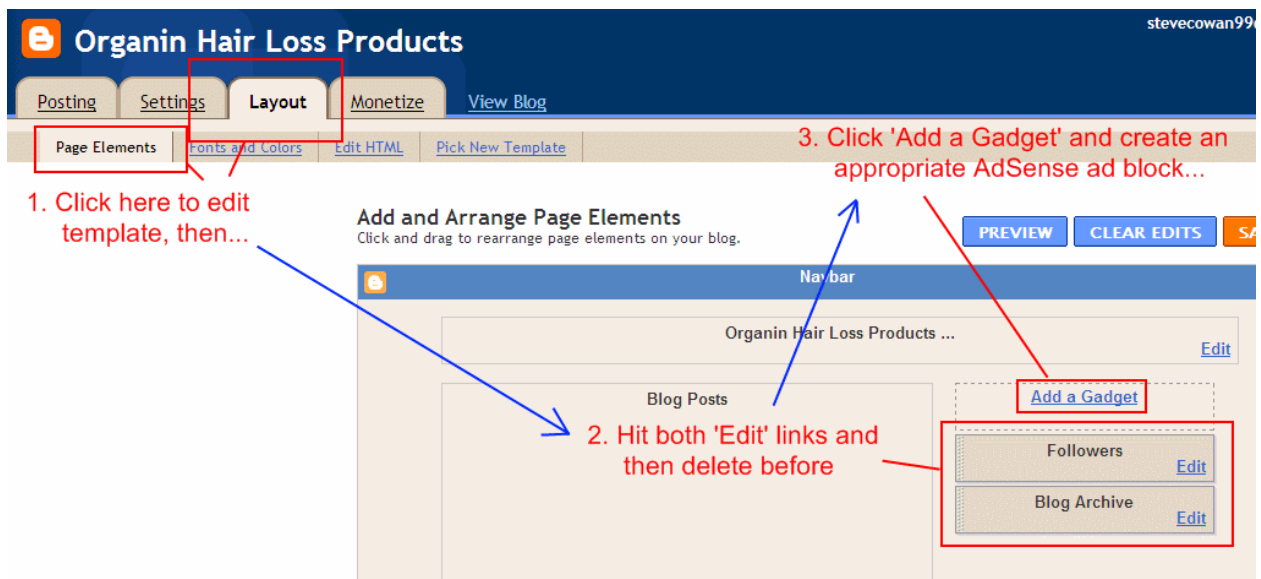 stevecowan99
Organin Hair Loss Products
Posting Settings Layout Monetize View Blog
Page Elements Fonts and Colors Edit HTML Pick New Template
3. Click 'Add a Gadget' and create an
appropriate AdSense ad block...
1. Click here to edit
template, then...
Add and Arrange Page Elements
Click and drag to rearrange page elements on your blog.
PREVIEW CLEAR EDITS SA
Navbar
Organin Hair Loss Products ...
Edit
Blog Posts
Add a Gadget
2. Hit both 'Edit' links and
then delete before
Followers
Edit
Blog Archive
Edit